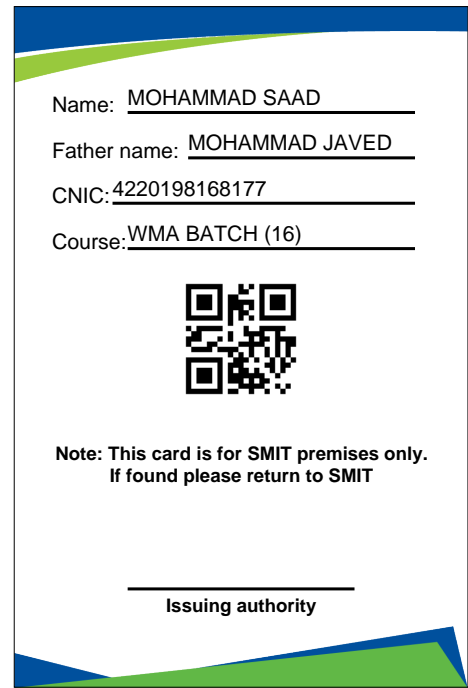 Name: MOHAMMAD SAAD
Father name: MOHAMMAD JAVED
CNIC: 4220198168177
Course: WMA BATCH (16)
Note: This card is for SMIT premises only.
If found please return to SMIT
Issuing authority